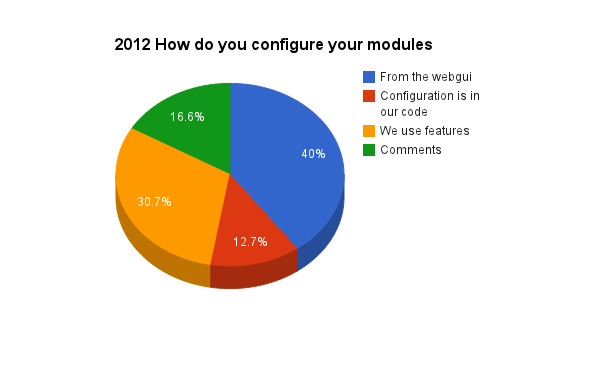 2012 How do you configure your modules
From the webgui
Configuration is in
our code
We use features
Comments
16.6%
40%
30.7%
12.7%